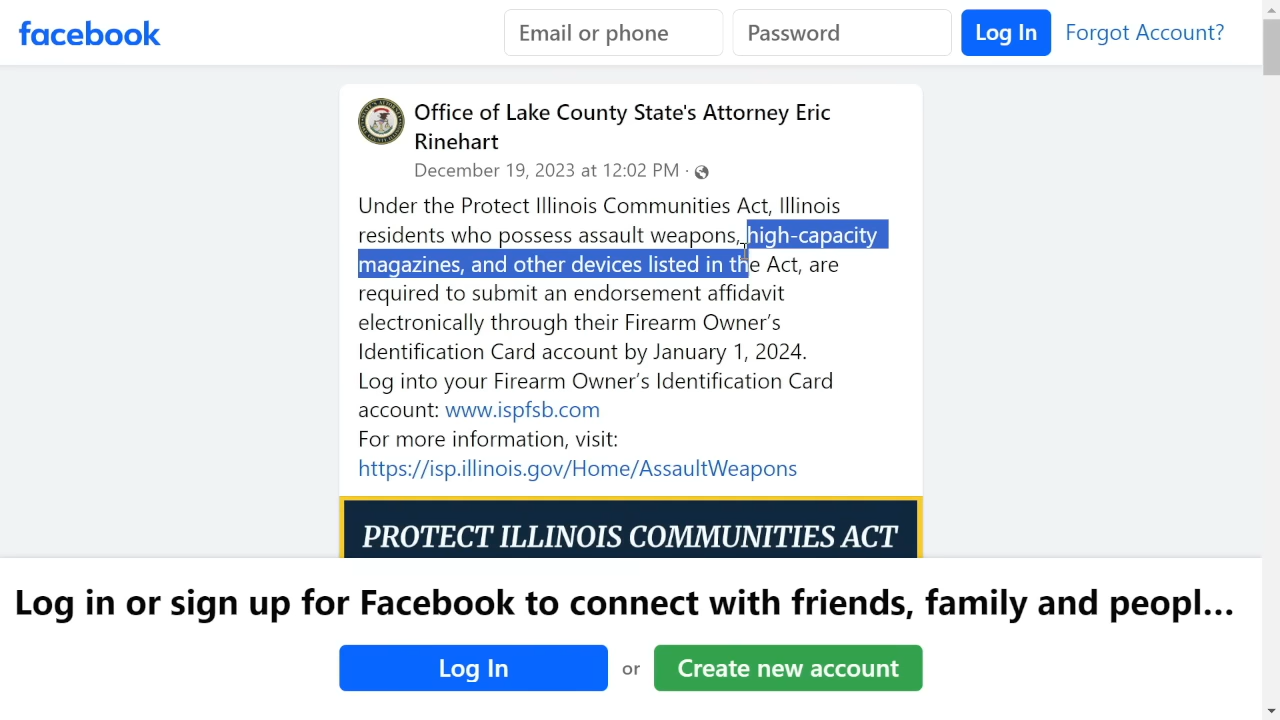 facebook
Email or phone
Password
Log In
Forgot Account?
Office of Lake County State's Attorney Eric
Rinehart
December 19, 2023 at 12:02 PM ·
Under the Protect Illinois Communities Act, Illinois
residents who possess assault weapons, high-capacity
magazines, and other devices listed in the Act, are
required to submit an endorsement affidavit
electronically through their Firearm Owner’s
Identification Card account by January 1, 2024.
Log into your Firearm Owner’s Identification Card
account: www.ispfsb.com
For more information, visit:
https://isp.illinois.gov/Home/AssaultWeapons
PROTECT ILLINOIS COMMUNITIES ACT
Log in or sign up for Facebook to connect with friends, family and peopl...
Log In
or
Create new account